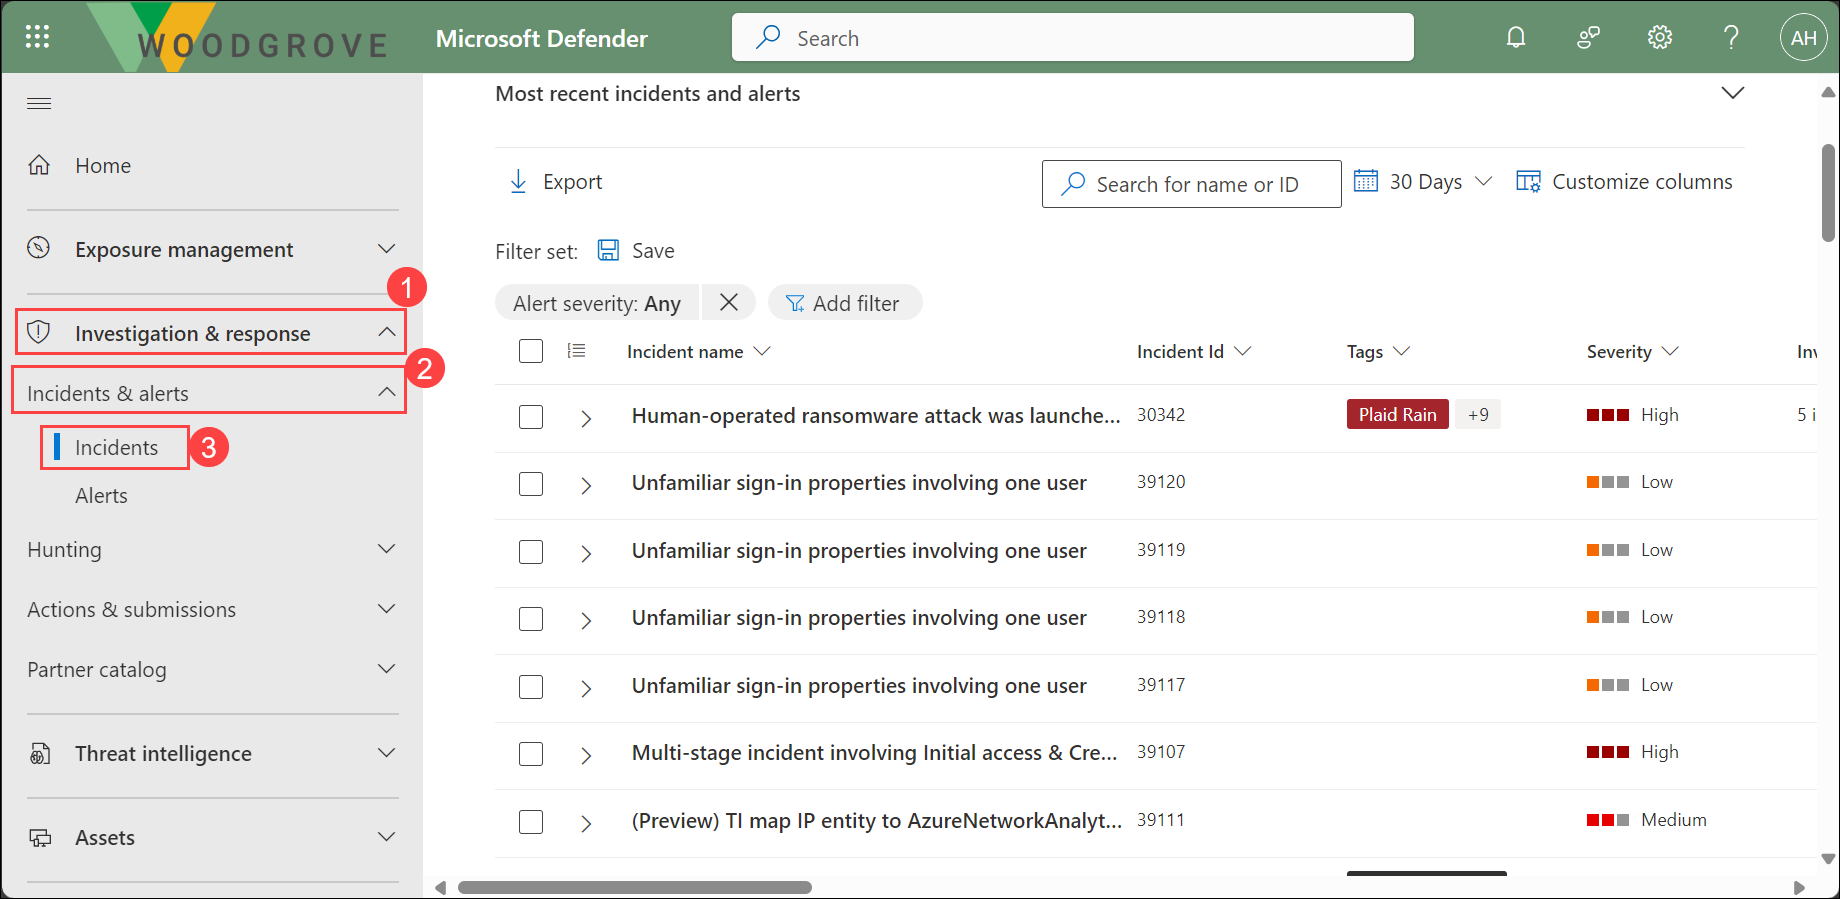 WOODGROVE
Microsoft Defender
Search
AH
Home
Exposure management
1
Investigation & response
2
Incidents & alerts
Incidents
3
Alerts
Hunting
Actions & submissions
Partner catalog
Threat intelligence
Assets
Most recent incidents and alerts
Export
Search for name or ID
30 Days
Customize columns
Filter set: Save
Alert severity: Any
Add filter
Incident name Incident Id Tags Severity Inv
Human-operated ransomware attack was launche... 30342 Plaid Rain +9 High 5 i
Unfamiliar sign-in properties involving one user 39120 Low
Unfamiliar sign-in properties involving one user 39119 Low
Unfamiliar sign-in properties involving one user 39118 Low
Unfamiliar sign-in properties involving one user 39117 Low
Multi-stage incident involving Initial access & Cre... 39107 High
(Preview) TI map IP entity to AzureNetworkAnalyt... 39111 Medium